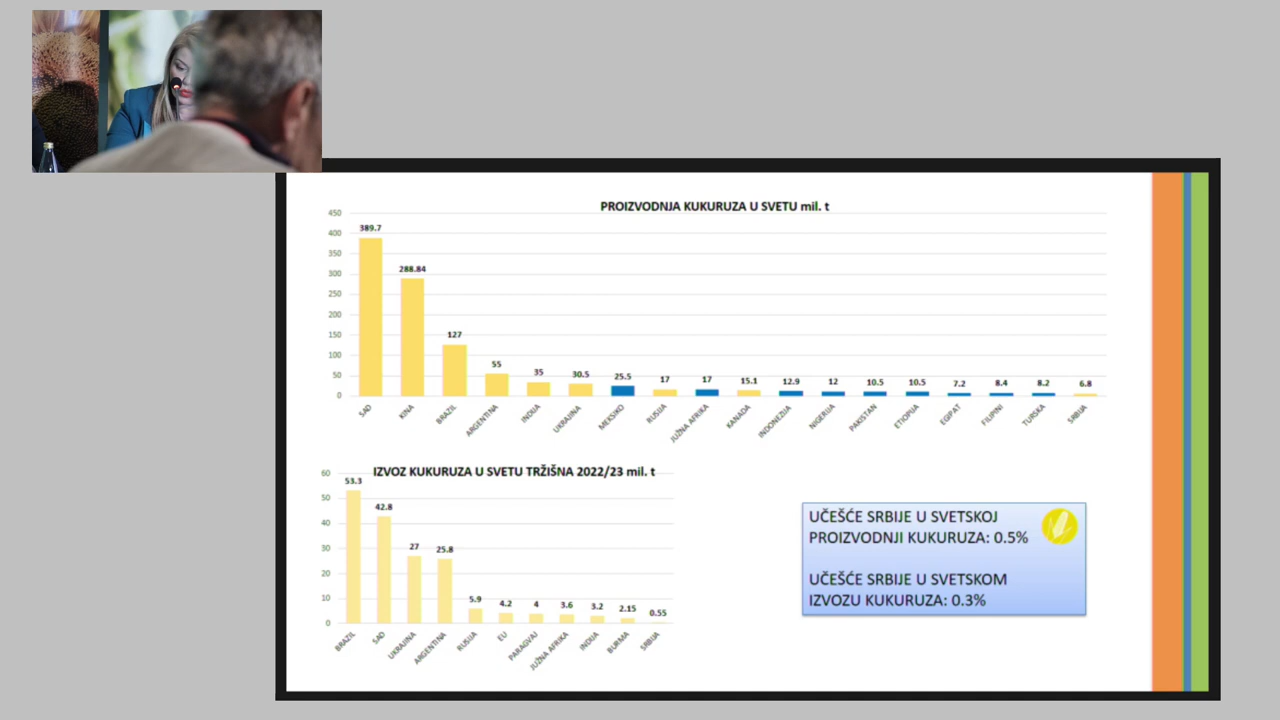 PROIZVODNJA KUKURUZA U SVETU mil. t
450
400
350
300
250
200
150
100
50
0
389.7
288.84
127
55
35
30.5
25.5
17
17
15.1
12.9
12
10.5
10.5
7.2
8.4
8.2
6.8
SAD
KINA
BRAZIL
ARGENTINA
INDIJA
UKRAJINA
MEKSIKO
RUSIJA
JUŽNA AFRIKA
KANADA
INDONEZIJA
NIGERIJA
PAKISTAN
ETIOPIJA
EGIPAT
FILIPINI
TURSKA
SRBIJA
IZVOZ KUKURUZA U SVETU TRŽIŠNA 2022/23 mil. t
60
50
40
30
20
10
0
53.3
42.8
27
25.8
5.9
4.2
4
3.6
3.2
2.15
0.55
BRAZIL
SAD
UKRAJINA
ARGENTINA
RUSIJA
EU
PARAGVAJ
JUŽNA AFRIKA
INDIJA
BURMA
SRBIJA
UČEŠĆE SRBIJE U SVETSKOJ
PROIZVODNJI KUKURUZA: 0.5%
UČEŠĆE SRBIJE U SVETSKOM
IZVOZU KUKURUZA: 0.3%